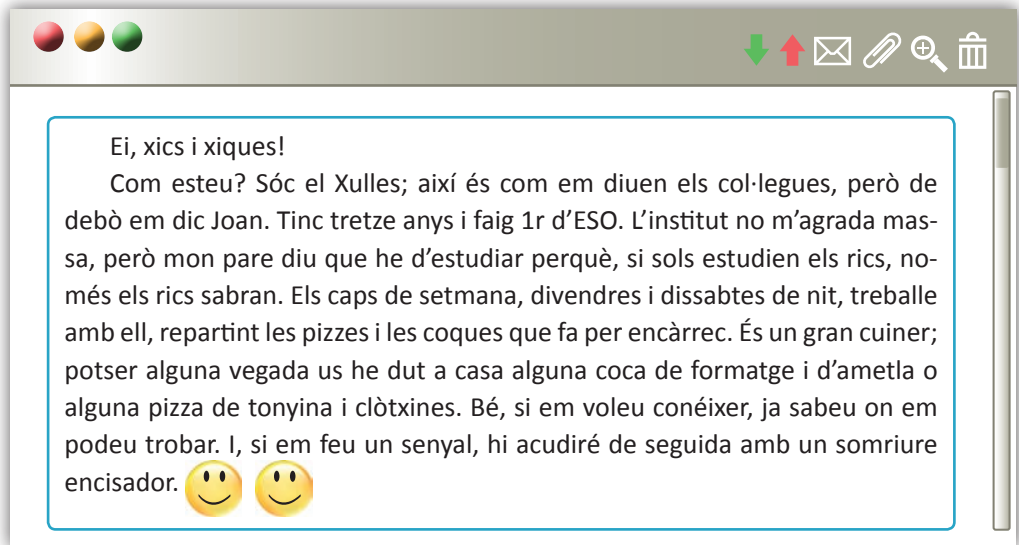 Ei, xics i xiques!
Com esteu? Sóc el Xulles; així és com em diuen els col·legues, però de
debò em dic Joan. Tinc tretze anys i faig 1r d’ESO. L’institut no m’agrada mas-
sa, però mon pare diu que he d’estudiar perquè, si sols estudien els rics, no-
més els rics sabran. Els caps de setmana, divendres i dissabtes de nit, treballe
amb ell, repartint les pizzes i les coques que fa per encàrrec. És un gran cuiner;
potser alguna vegada us he dut a casa alguna coca de formatge i d’ametla o
alguna pizza de tonyina i clòtxines. Bé, si em voleu conéixer, ja sabeu on em
podeu trobar. I, si em feu un senyal, hi acudiré de seguida amb un somriure
encisador.